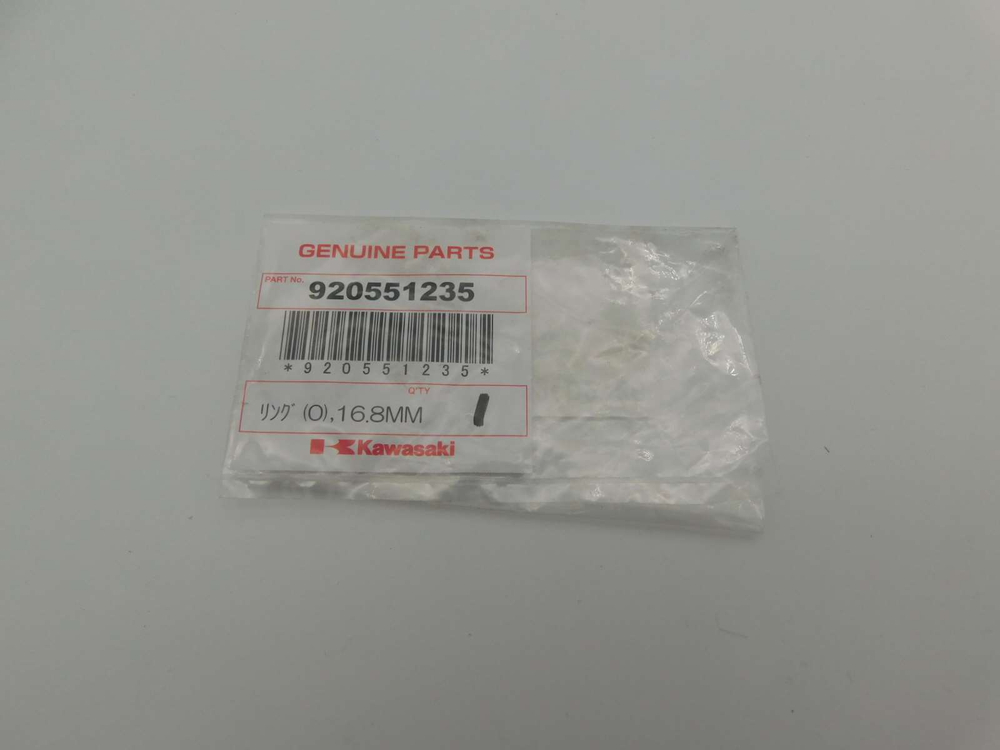 GENUINE PARTS
PART No. 920551235
*920551235*
Q'TY
ﾘﾝｸﾞ(O),16.8MM 1
Kawasaki